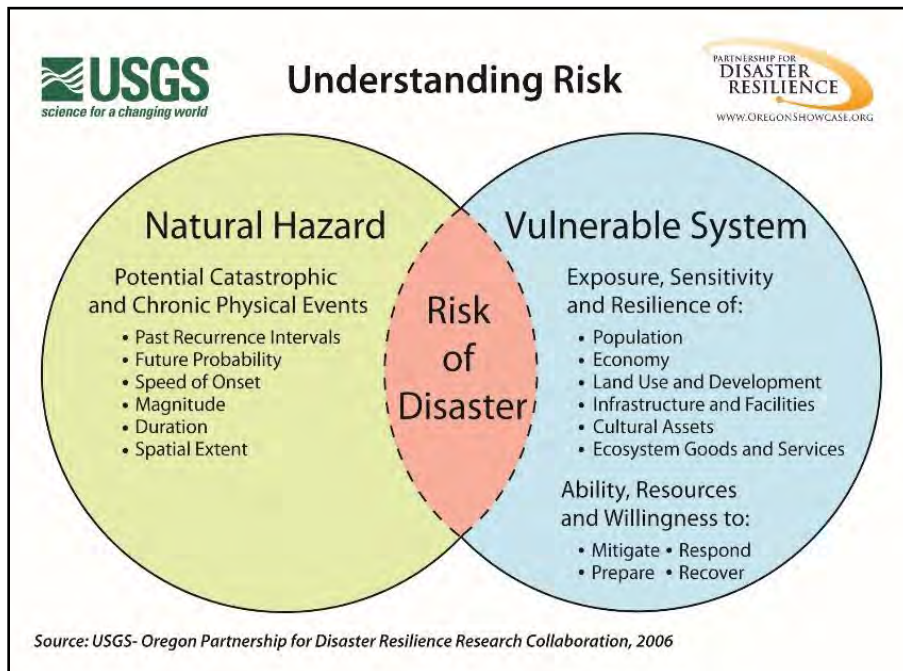 USGS
science for a changing world
Understanding Risk
PARTNERSHIP FOR
DISASTER
RESILIENCE
WWW.OREGONSHOWCASE.ORG
Natural Hazard
Potential Catastrophic
and Chronic Physical Events
• Past Recurrence Intervals
• Future Probability
• Speed of Onset
• Magnitude
• Duration
• Spatial Extent
Risk
of
Disaster
Vulnerable System
Exposure, Sensitivity
and Resilience of:
• Population
• Economy
• Land Use and Development
• Infrastructure and Facilities
• Cultural Assets
• Ecosystem Goods and Services
Ability, Resources
and Willingness to:
• Mitigate • Respond
• Prepare • Recover
Source: USGS- Oregon Partnership for Disaster Resilience Research Collaboration, 2006